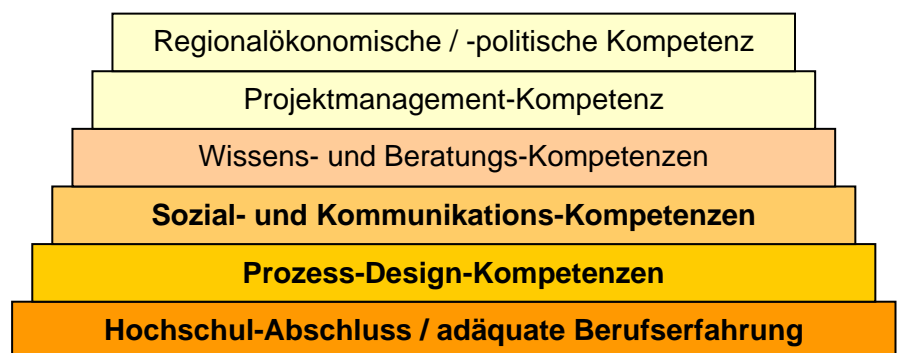 Regionalökonomische / -politische Kompetenz
Projektmanagement-Kompetenz
Wissens- und Beratungs-Kompetenzen
Sozial- und Kommunikations-Kompetenzen
Prozess-Design-Kompetenzen
Hochschul-Abschluss / adäquate Berufserfahrung